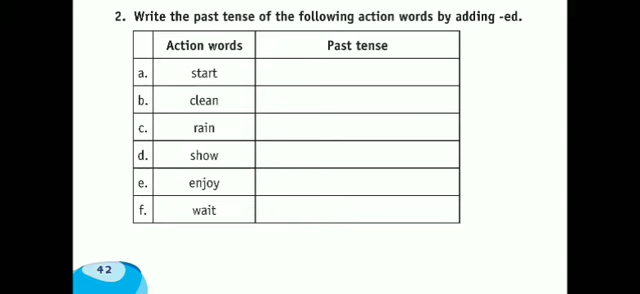 2. Write the past tense of the following action words by adding -ed.
Action words Past tense
a. start
b. clean
c. rain
d. show
e. enjoy
f. wait
42